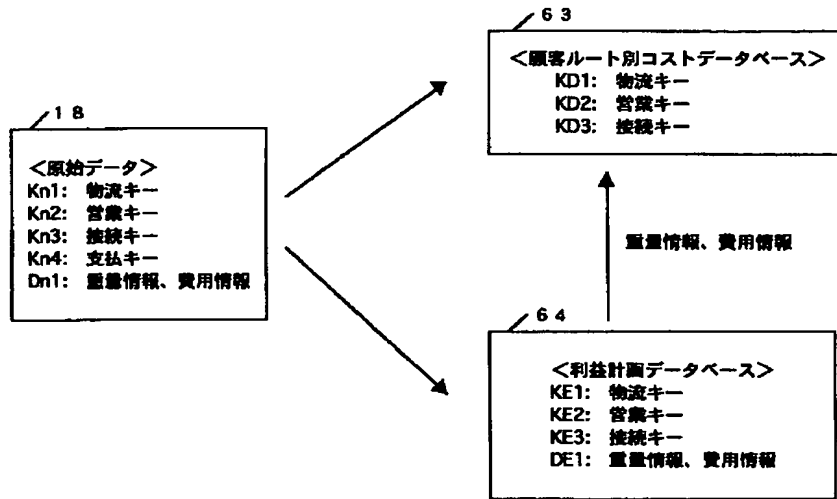 18
<原始データ>
Kn1: 物流キー
Kn2: 営業キー
Kn3: 接続キー
Kn4: 支払キー
Dn1: 重量情報、費用情報
63
<顧客ルート別コストデータベース>
KD1: 物流キー
KD2: 営業キー
KD3: 接続キー
重量情報、費用情報
64
<利益計画データベース>
KE1: 物流キー
KE2: 営業キー
KE3: 接続キー
DE1: 重量情報、費用情報